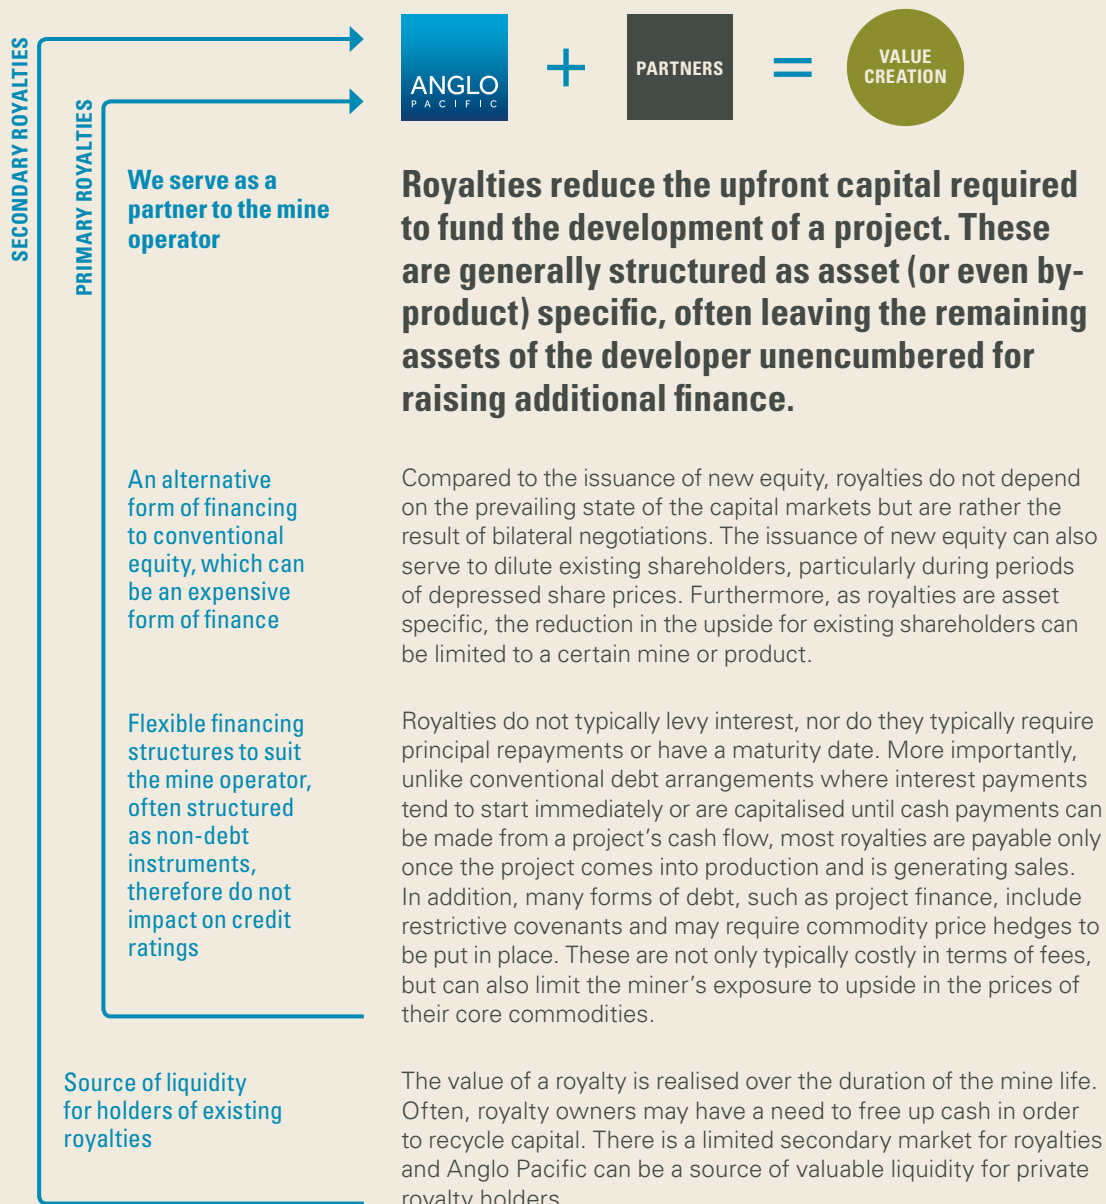 SECONDARY ROYALTIES
PRIMARY ROYALTIES
ANGLO
PACIFIC
+
PARTNERS
=
VALUE
CREATION
We serve as a
partner to the mine
operator
Royalties reduce the upfront capital required
to fund the development of a project. These
are generally structured as asset (or even by-
product) specific, often leaving the remaining
assets of the developer unencumbered for
raising additional finance.
An alternative
form of financing
to conventional
equity, which can
be an expensive
form of finance
Compared to the issuance of new equity, royalties do not depend
on the prevailing state of the capital markets but are rather the
result of bilateral negotiations. The issuance of new equity can also
serve to dilute existing shareholders, particularly during periods
of depressed share prices. Furthermore, as royalties are asset
specific, the reduction in the upside for existing shareholders can
be limited to a certain mine or product.
Flexible financing
structures to suit
the mine operator,
often structured
as non-debt
instruments,
therefore do not
impact on credit
ratings
Royalties do not typically levy interest, nor do they typically require
principal repayments or have a maturity date. More importantly,
unlike conventional debt arrangements where interest payments
tend to start immediately or are capitalised until cash payments can
be made from a project’s cash flow, most royalties are payable only
once the project comes into production and is generating sales.
In addition, many forms of debt, such as project finance, include
restrictive covenants and may require commodity price hedges to
be put in place. These are not only typically costly in terms of fees,
but can also limit the miner’s exposure to upside in the prices of
their core commodities.
Source of liquidity
for holders of existing
royalties
The value of a royalty is realised over the duration of the mine life.
Often, royalty owners may have a need to free up cash in order
to recycle capital. There is a limited secondary market for royalties
and Anglo Pacific can be a source of valuable liquidity for private
royalty holders